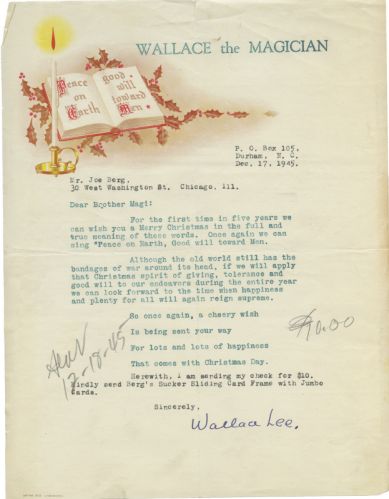 WALLACE the MAGICIAN
Peace on Earth
good will toward Men.
P. O. Box 105,
Durham, N. C.
Dec. 17, 1945.
Mr. Joe Berg,
30 West Washington St. Chicago, Ill.
Dear Brother Magi:
For the first time in five years we
can wish you a Merry Christmas in the full and
true meaning of these words. Once again we can
sing "Peace on Earth, Good will toward Men.
Although the old world still has the
bandages of war around its head, if we will apply
that Christmas spirit of giving, tolerance and
good will to our endeavors during the entire year
we can look forward to the time when happiness
and plenty for all will again reign supreme.
So once again, a cheery wish
Is being sent your way
For lots and lots of happiness
That comes with Christmas Day.
Herewith, I am sending my check for $10.
Kindly send Berg's Sucker Sliding Card Frame with Jumbo
Cards.
Sincerely,
Wallace Lee.
$10.00
12-18-45